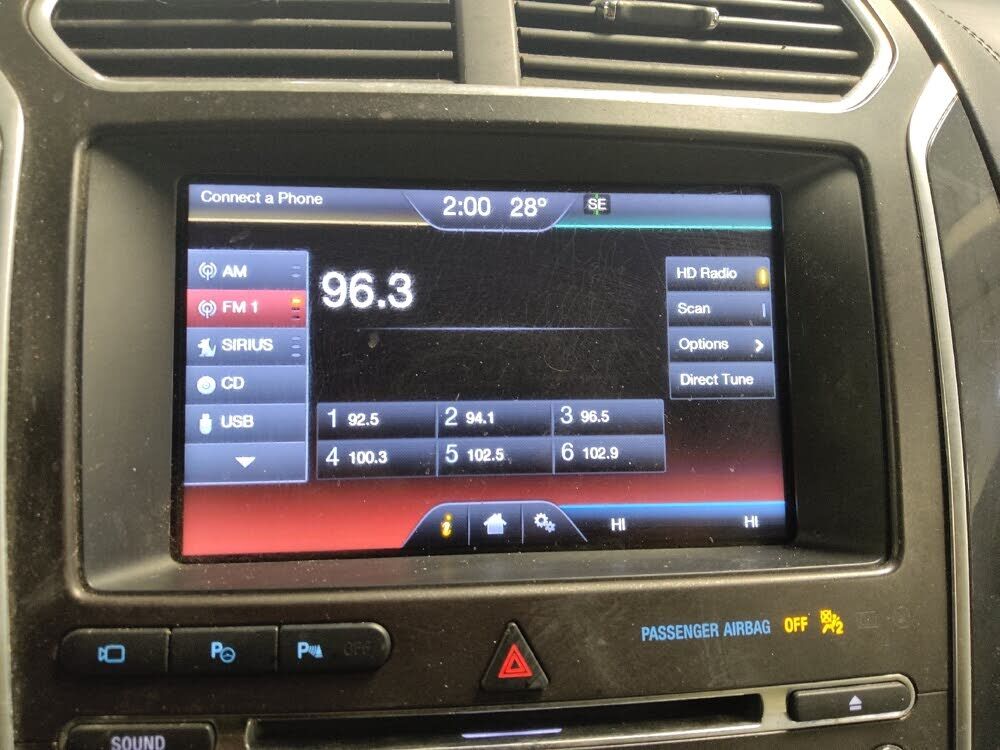 Connect a Phone 2:00 28° SE
AM
FM 1
SIRIUS
CD
USB
96.3
HD Radio
Scan
Options
Direct Tune
1 92.5 2 94.1 3 96.5
4 100.3 5 102.5 6 102.9
i HI HI
PASSENGER AIRBAG OFF 2
P P OFF
SOUND